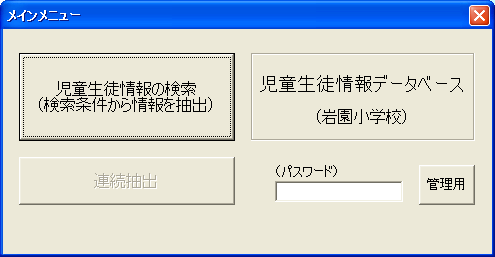 メインメニュー
児童生徒情報の検索
（検索条件から情報を抽出）
児童生徒情報データベース
（岩園小学校）
連続抽出
（パスワード）
管理用